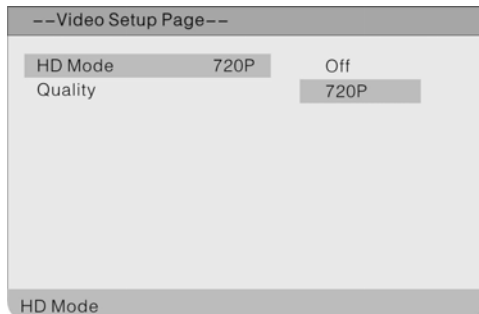 --Video Setup Page--
HD Mode 720P Off
Quality 720P
HD Mode